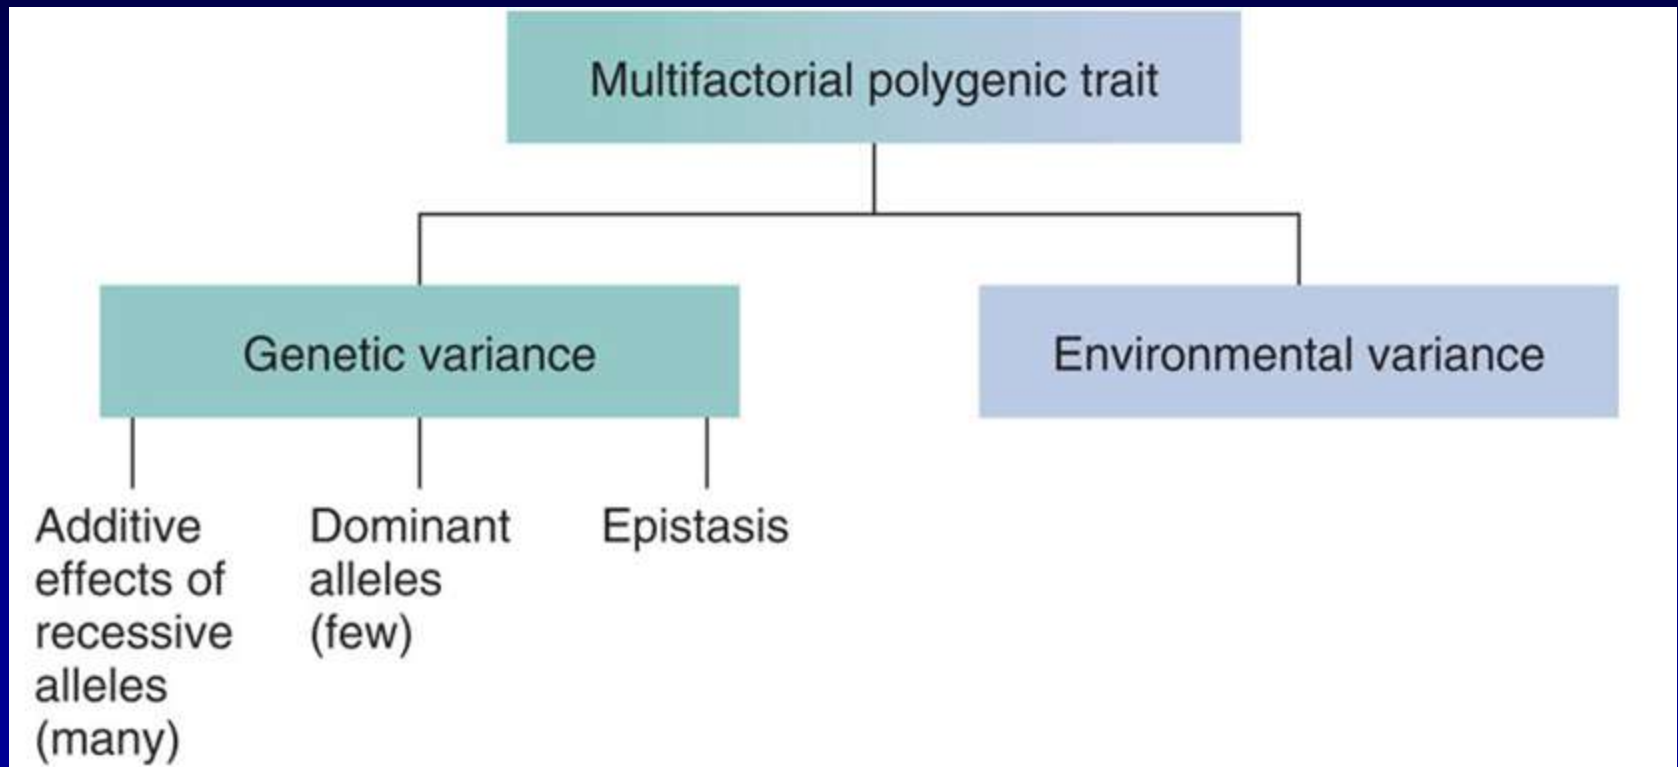 Multifactorial polygenic trait
Genetic variance
Environmental variance
Additive
effects of
recessive
alleles
(many)
Dominant
alleles
(few)
Epistasis